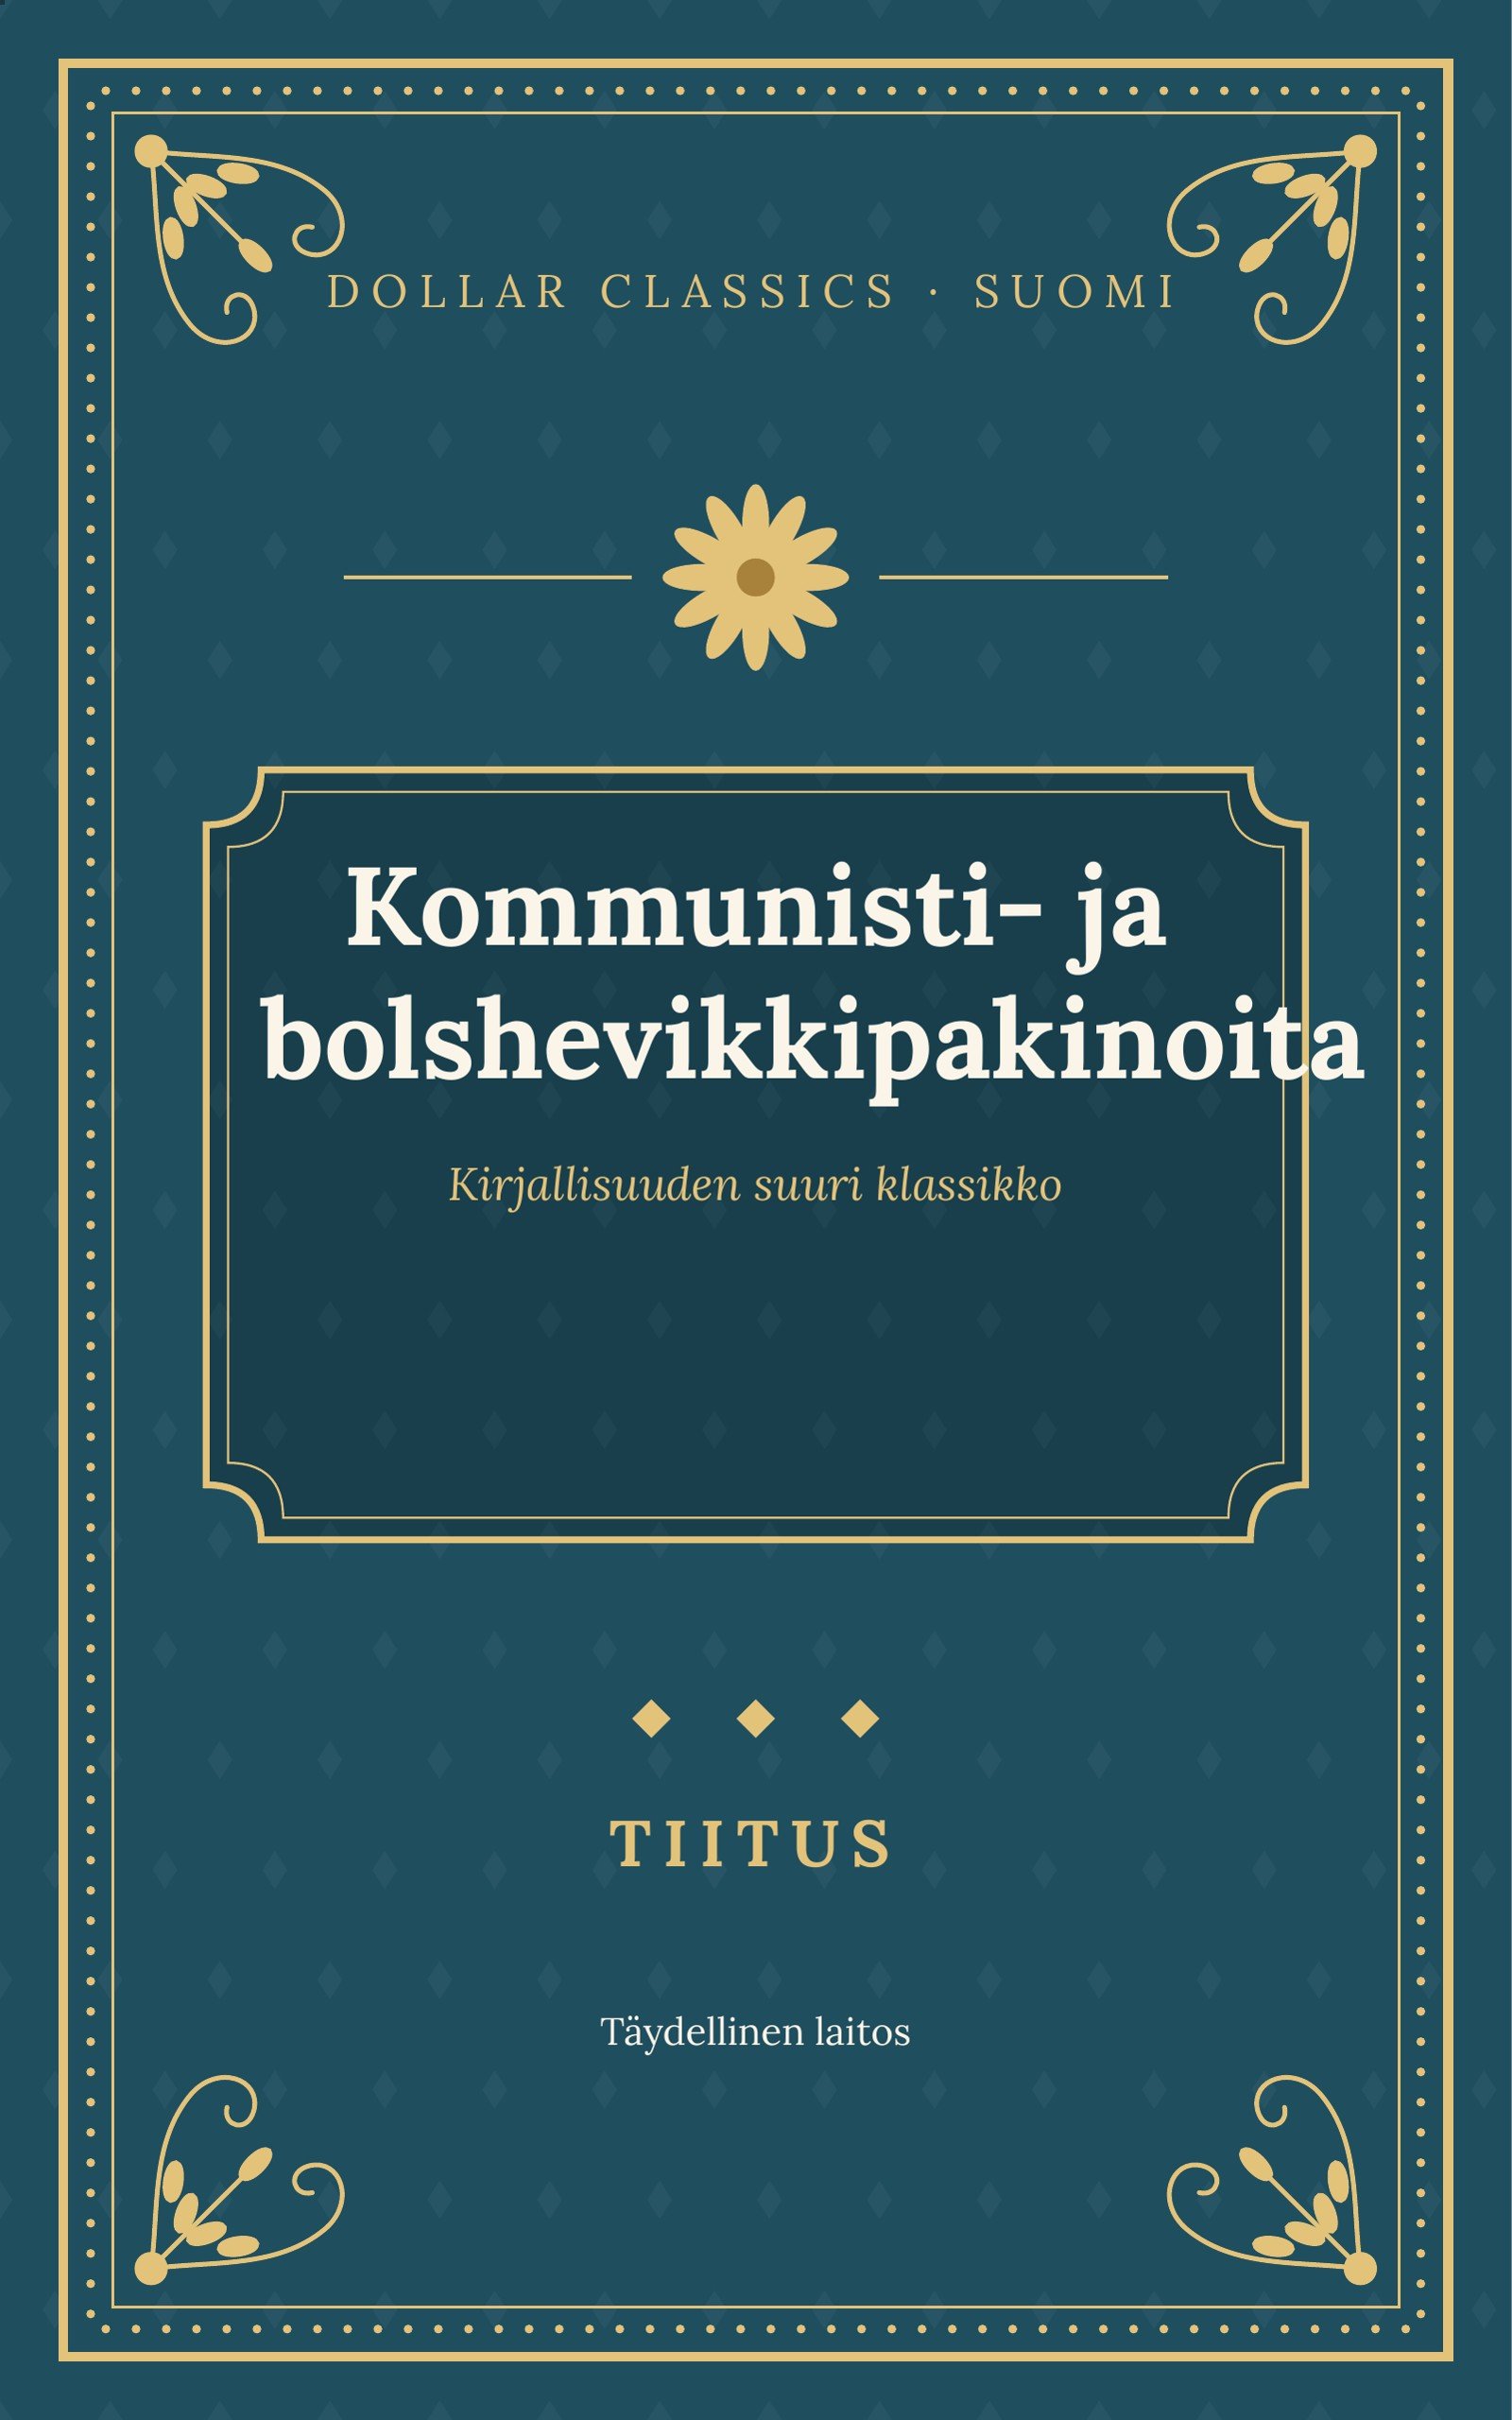 DOLLAR CLASSICS · SUOMI
Kommunisti- ja
bolshevikkipakinoita
Kirjallisuuden suuri klassikko
TIITUS
Täydellinen laitos